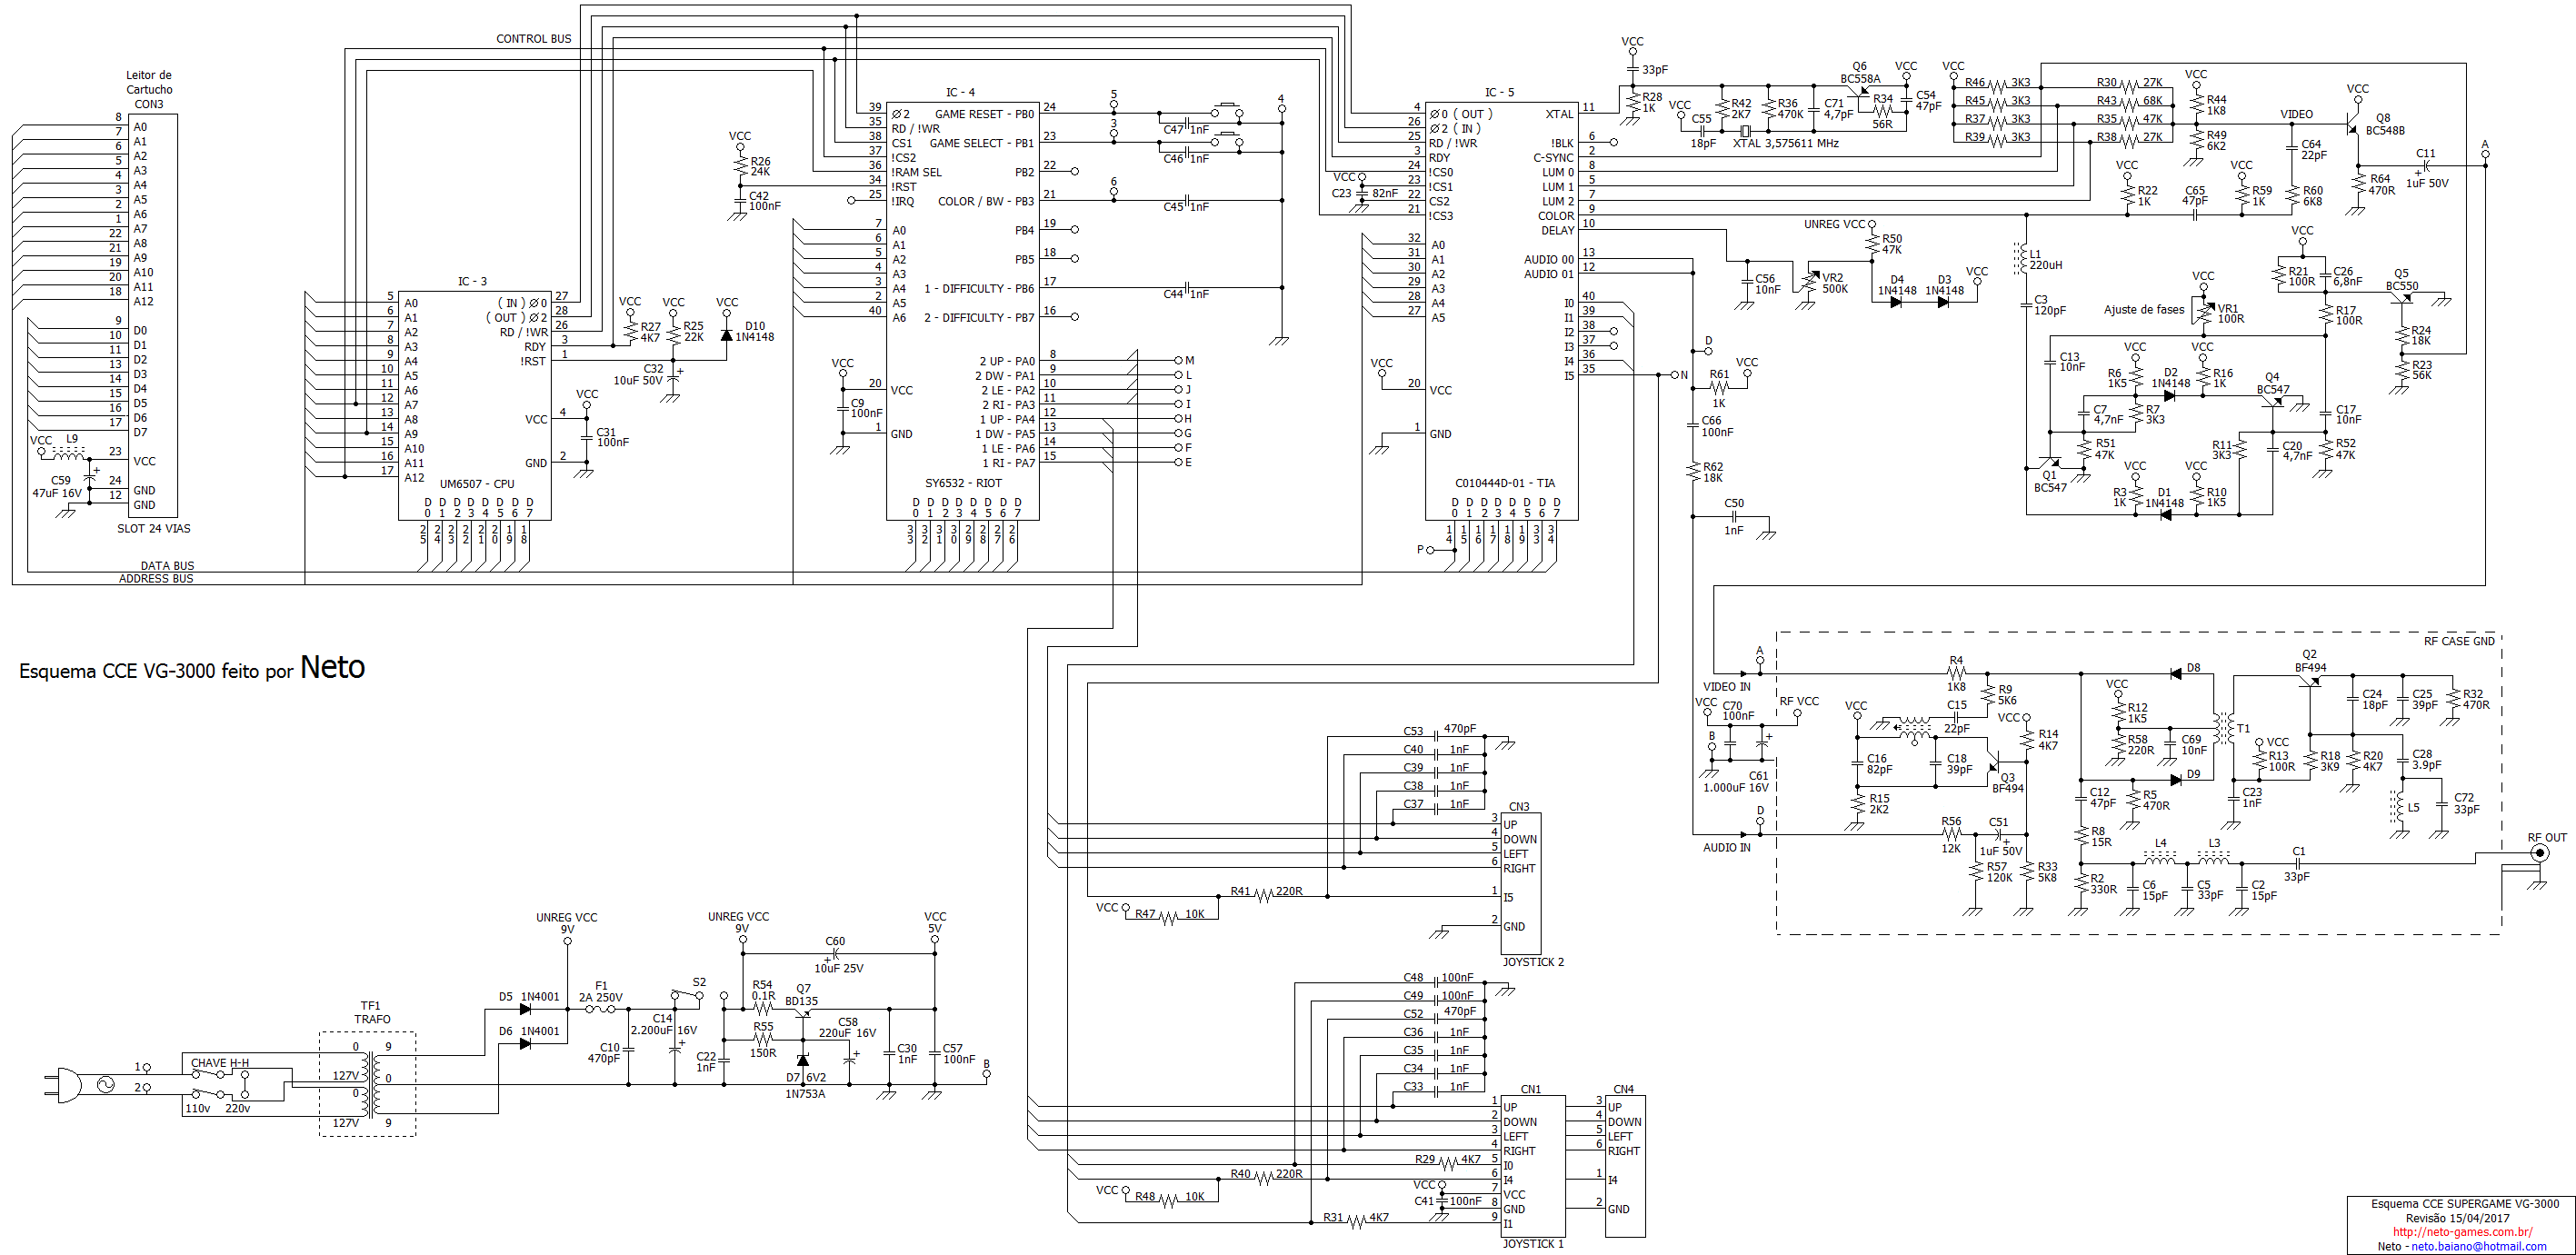 CONTROL BUS
Leitor de
Cartucho
CON3
8 A0
7 A1
6 A2
5 A3
4 A4
3 A5
2 A6
1 A7
22 A8
21 A9
19 A10
20 A11
18 A12
9 D0
10 D1
11 D2
13 D3
14 D4
15 D5
16 D6
17 D7
VCC L9
23 VCC
C59
47uF 16V
+
24 GND
12 GND
SLOT 24 VIAS
DATA BUS
ADDRESS BUS
IC - 3
5 A0 ( IN ) Ø 0 27
6 A1 ( OUT ) Ø 2 28
7 A2 RD / !WR 26
8 A3 RDY 3
9 A4 !RST 1
10 A5
11 A6
12 A7
13 A8 VCC 4
14 A9
15 A10
16 A11 GND 2
17 A12
UM6507 - CPU
D0 D1 D2 D3 D4 D5 D6 D7
25 24 23 22 21 20 19 18
VCC
R27
4K7
VCC
R25
22K
VCC
D10
1N4148
C32
10uF 50V
+
VCC
C31
100nF
VCC
R26
24K
C42
100nF
IC - 4
39 Ø 2
35 RD / !WR
38 CS1
37 !CS2
36 !RAM SEL
34 !RST
25 !IRQ
7 A0
6 A1
5 A2
4 A3
3 A4
2 A5
40 A6
20 VCC
1 GND
VCC
C9
100nF
GAME RESET - PB0 24
GAME SELECT - PB1 23
PB2 22
COLOR / BW - PB3 21
PB4 19
PB5 18
1 - DIFFICULTY - PB6 17
2 - DIFFICULTY - PB7 16
2 UP - PA0 8 M
2 DW - PA1 9 L
2 LE - PA2 10 J
2 RI - PA3 11 I
1 UP - PA4 12 H
1 DW - PA5 13 G
1 LE - PA6 14 F
1 RI - PA7 15 E
SY6532 - RIOT
D0 D1 D2 D3 D4 D5 D6 D7
33 32 31 30 29 28 27 26
5
3
6
4
C47 1nF
C46 1nF
C45 1nF
C44 1nF
IC - 5
4 Ø 0 ( OUT )
26 Ø 2 ( IN )
25 RD / !WR
3 RDY
24 !CS0
23 !CS1
22 CS2
21 !CS3
VCC
C23 82nF
32 A0
31 A1
30 A2
29 A3
28 A4
27 A5
VCC
20 VCC
1 GND
XTAL 11
!BLK 6
C-SYNC 2
LUM 0 8
LUM 1 5
LUM 2 7
COLOR 9
DELAY 10
AUDIO 00 13
AUDIO 01 12
I0 40
I1 39
I2 38
I3 37
I4 36
I5 35
N
C010444D-01 - TIA
D0 D1 D2 D3 D4 D5 D6 D7
14 15 16 17 18 19 33 34
P
VCC
33pF
R28
1K
VCC
C55
18pF
R42
2K7
R36
470K
XTAL 3,575611 MHz
C71
4,7pF
Q6
BC558A
R34
56R
VCC
C54
47pF
VCC
R46 3K3
R45 3K3
R37 3K3
R39 3K3
R30 27K
R43 68K
R35 47K
R38 27K
VCC
R44
1K8
R49
6K2
VIDEO
VCC
Q8
BC548B
C64
22pF
R60
6K8
R64
470R
C11
+
1uF 50V
A
VCC
R22
1K
C65
47pF
VCC
R59
1K
UNREG VCC
R50
47K
D4
1N4148
D3
1N4148
VCC
C56
10nF
VR2
500K
D
R61
1K
VCC
C66
100nF
R62
18K
C50
1nF
L1
220uH
C3
120pF
Ajuste de fases
VCC
VR1
100R
VCC
R21
100R
C26
6,8nF
Q5
BC550
R17
100R
R24
18K
R23
56K
C13
10nF
VCC
R6
1K5
D2
1N4148
VCC
R16
1K
Q4
BC547
C7
4,7nF
R7
3K3
C17
10nF
R51
47K
R11
3K3
C20
4,7nF
R52
47K
Q1
BC547
VCC
R3
1K
D1
1N4148
VCC
R10
1K5
Esquema CCE VG-3000 feito por Neto
RF CASE GND
A
VIDEO IN
VCC
C70
100nF
RF VCC
B
+
C61
1.000uF 16V
D
AUDIO IN
R4
1K8
R9
5K6
VCC
C15
22pF
VCC
R14
4K7
C16
82pF
C18
39pF
Q3
BF494
R15
2K2
R56
12K
C51
+
1uF 50V
R57
120K
R33
5K8
D8
VCC
R12
1K5
R58
220R
C69
10nF
T1
D9
C12
47pF
R5
470R
R8
15R
R2
330R
L4
L3
C6
15pF
C5
33pF
C2
15pF
C1
33pF
Q2
BF494
VCC
R13
100R
R18
3K9
C23
1nF
C24
18pF
C25
39pF
R32
470R
R20
4K7
C28
3.9pF
L5
C72
33pF
RF OUT
C53 470pF
C40 1nF
C39 1nF
C38 1nF
C37 1nF
CN3
3 UP
4 DOWN
5 LEFT
6 RIGHT
1 I5
2 GND
JOYSTICK 2
R41 220R
VCC
R47 10K
C48 100nF
C49 100nF
C52 470pF
C36 1nF
C35 1nF
C34 1nF
C33 1nF
CN1
1 UP
2 DOWN
3 LEFT
4 RIGHT
5 I0
6 I4
7 VCC
8 GND
9 I1
JOYSTICK 1
CN4
3 UP
4 DOWN
5 LEFT
6 RIGHT
1 I4
2 GND
R29 4K7
R40 220R
VCC
R48 10K
VCC
C41 100nF
R31 4K7
1
2
CHAVE H-H
110v 220v
TF1
TRAFO
0 9
127V
0 0
127V 9
D5 1N4001
D6 1N4001
UNREG VCC
9V
F1
2A 250V
S2
C14
2.200uF 16V
+
C10
470pF
UNREG VCC
9V
C60
+
10uF 25V
VCC
5V
R54
0.1R
Q7
BD135
R55
150R
C22
1nF
D7 6V2
1N753A
C58
220uF 16V
+
C30
1nF
C57
100nF
B
Esquema CCE SUPERGAME VG-3000
Revisão 15/04/2017
http://neto-games.com.br/
Neto - neto.baiano@hotmail.com